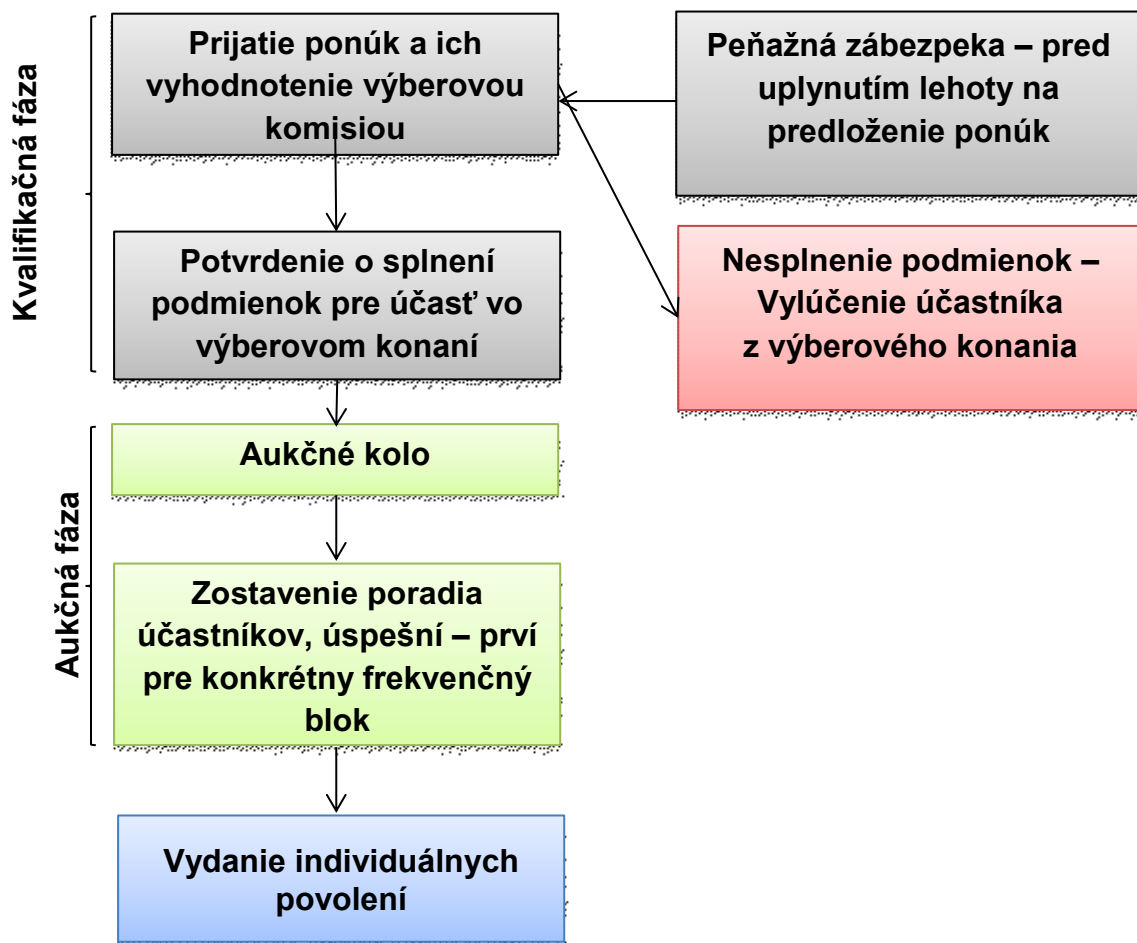 Kvalifikačná fáza
Prijatie ponúk a ich
vyhodnotenie výberovou
komisiou
Peňažná zábezpeka – pred
uplynutím lehoty na
predloženie ponúk
Potvrdenie o splnení
podmienok pre účasť vo
výberovom konaní
Nesplnenie podmienok –
Vylúčenie účastníka
z výberového konania
Aukčná fáza
Aukčné kolo
Zostavenie poradia
účastníkov, úspešní – prví
pre konkrétny frekvenčný
blok
Vydanie individuálnych
povolení